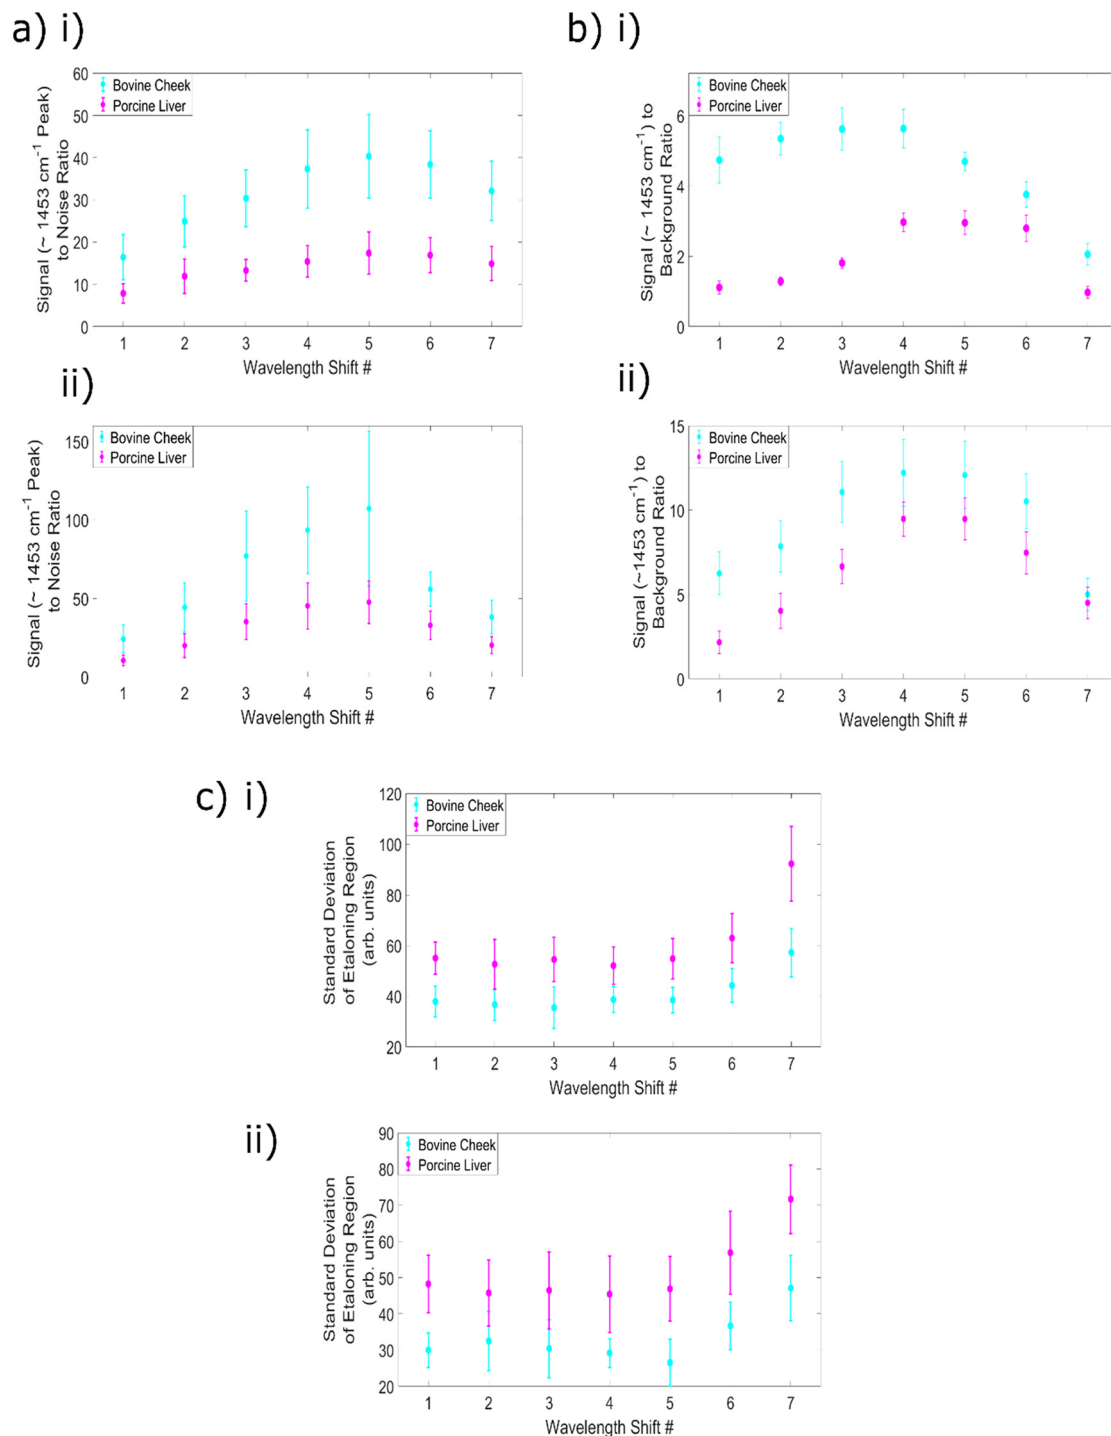 a) i)
60
50
40
30
20
10
0
Bovine Cheek
Porcine Liver
Signal (~ 1453 cm⁻¹ Peak)
to Noise Ratio
1 2 3 4 5 6 7
Wavelength Shift #
b) i)
6
4
2
0
Bovine Cheek
Porcine Liver
Signal (~ 1453 cm⁻¹) to
Background Ratio
1 2 3 4 5 6 7
Wavelength Shift #
ii)
150
100
50
0
Bovine Cheek
Porcine Liver
Signal (~ 1453 cm⁻¹ Peak)
to Noise Ratio
1 2 3 4 5 6 7
Wavelength Shift #
ii)
15
10
5
0
Bovine Cheek
Porcine Liver
Signal (~1453 cm⁻¹) to
Background Ratio
1 2 3 4 5 6 7
Wavelength Shift #
c) i)
120
100
80
60
40
20
Bovine Cheek
Porcine Liver
Standard Deviation
of Etaloning Region
(arb. units)
1 2 3 4 5 6 7
Wavelength Shift #
ii)
90
80
70
60
50
40
30
20
Bovine Cheek
Porcine Liver
Standard Deviation
of Etaloning Region
(arb. units)
1 2 3 4 5 6 7
Wavelength Shift #